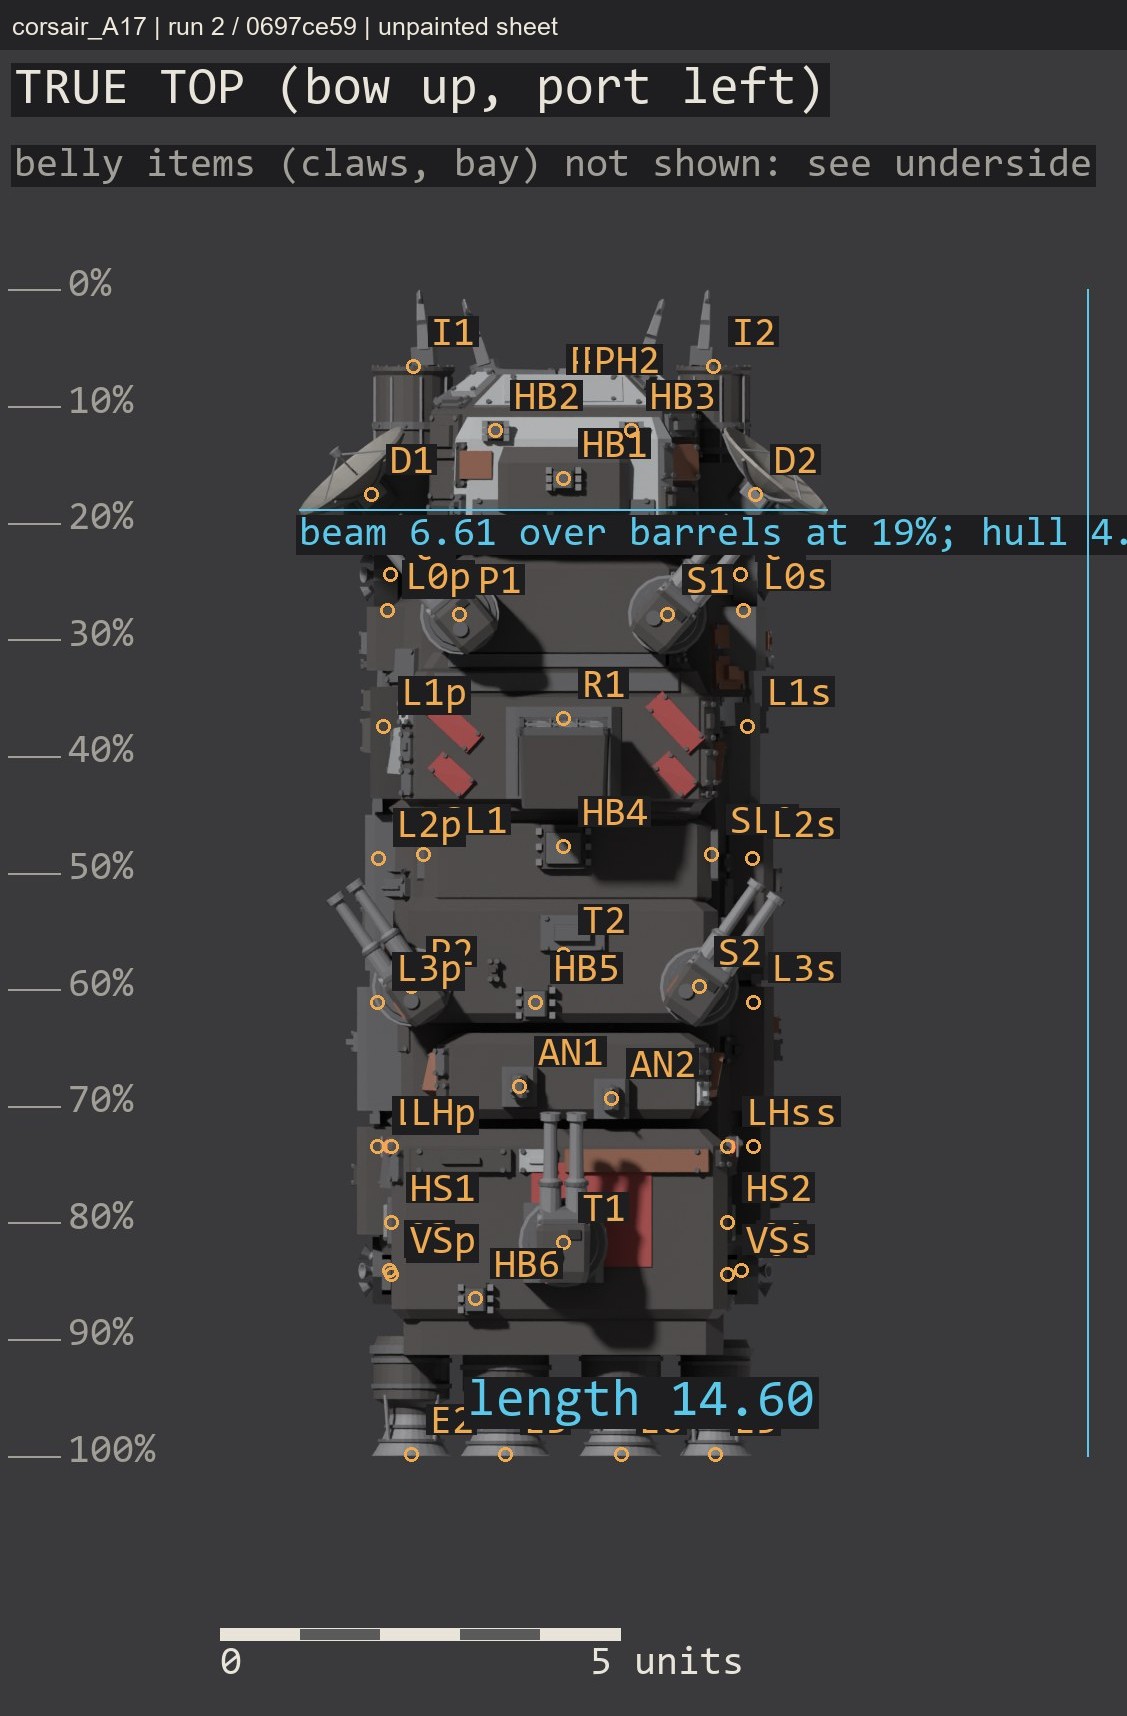 corsair_A17 | run 2 / 0697ce59 | unpainted sheet
TRUE TOP (bow up, port left)
belly items (claws, bay) not shown: see underside
0%
I1
I2
PH2
10%
HB2
HB3
HB1
D1
D2
20%
beam 6.61 over barrels at 19%; hull 4.
L0p
P1
S1
L0s
30%
R1
L1p
L1s
40%
HB4
L2p
L1
L2s
50%
T2
S2
L3p
HB5
L3s
60%
AN1
AN2
70%
LHp
LHs
s
HS1
HS2
T1
80%
VSp
VSs
HB6
90%
length 14.60
E2
100%
0
5 units